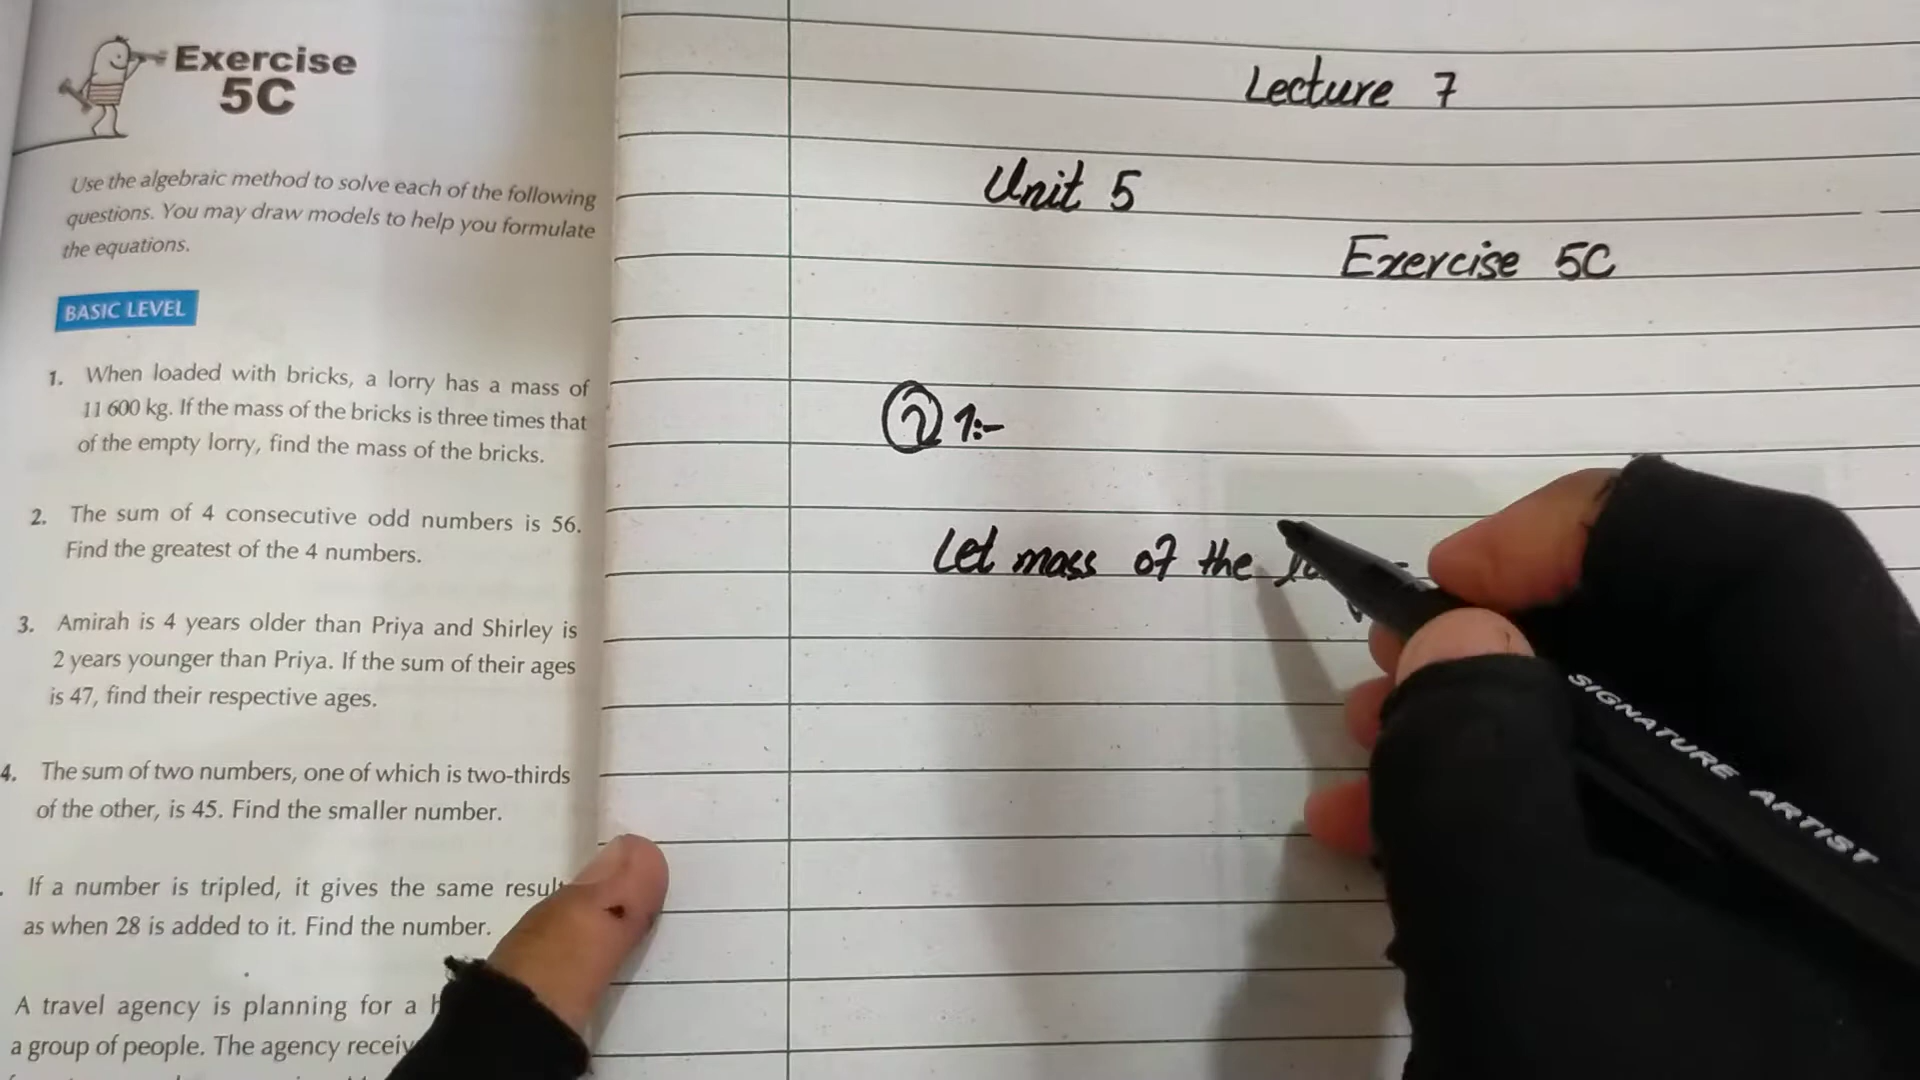 Exercise
5C
Use the algebraic method to solve each of the following
questions. You may draw models to help you formulate
the equations.
BASIC LEVEL
1. When loaded with bricks, a lorry has a mass of
11 600 kg. If the mass of the bricks is three times that
of the empty lorry, find the mass of the bricks.
2. The sum of 4 consecutive odd numbers is 56.
Find the greatest of the 4 numbers.
3. Amirah is 4 years older than Priya and Shirley is
2 years younger than Priya. If the sum of their ages
is 47, find their respective ages.
4. The sum of two numbers, one of which is two-thirds
of the other, is 45. Find the smaller number.
. If a number is tripled, it gives the same result
as when 28 is added to it. Find the number.
A travel agency is planning for a
a group of people. The agency
Lecture 7
Unit 5
Exercise 5C
1:-
Let mass of the
SIGNATURE ARTIST